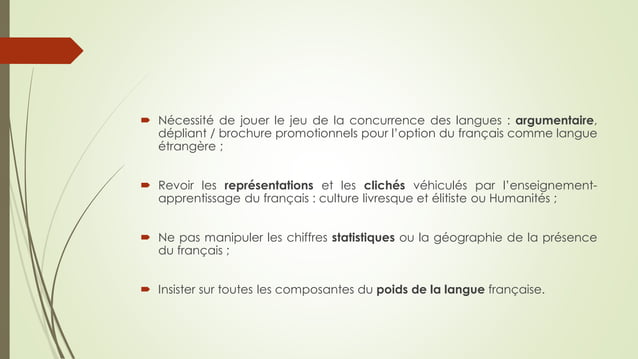 Nécessité de jouer le jeu de la concurrence des langues : argumentaire,
dépliant / brochure promotionnels pour l'option du français comme langue
étrangère ;
Revoir les représentations et les clichés véhiculés par l'enseignement-
apprentissage du français : culture livresque et élitiste ou Humanités ;
Ne pas manipuler les chiffres statistiques ou la géographie de la présence
du français ;
Insister sur toutes les composantes du poids de la langue française.